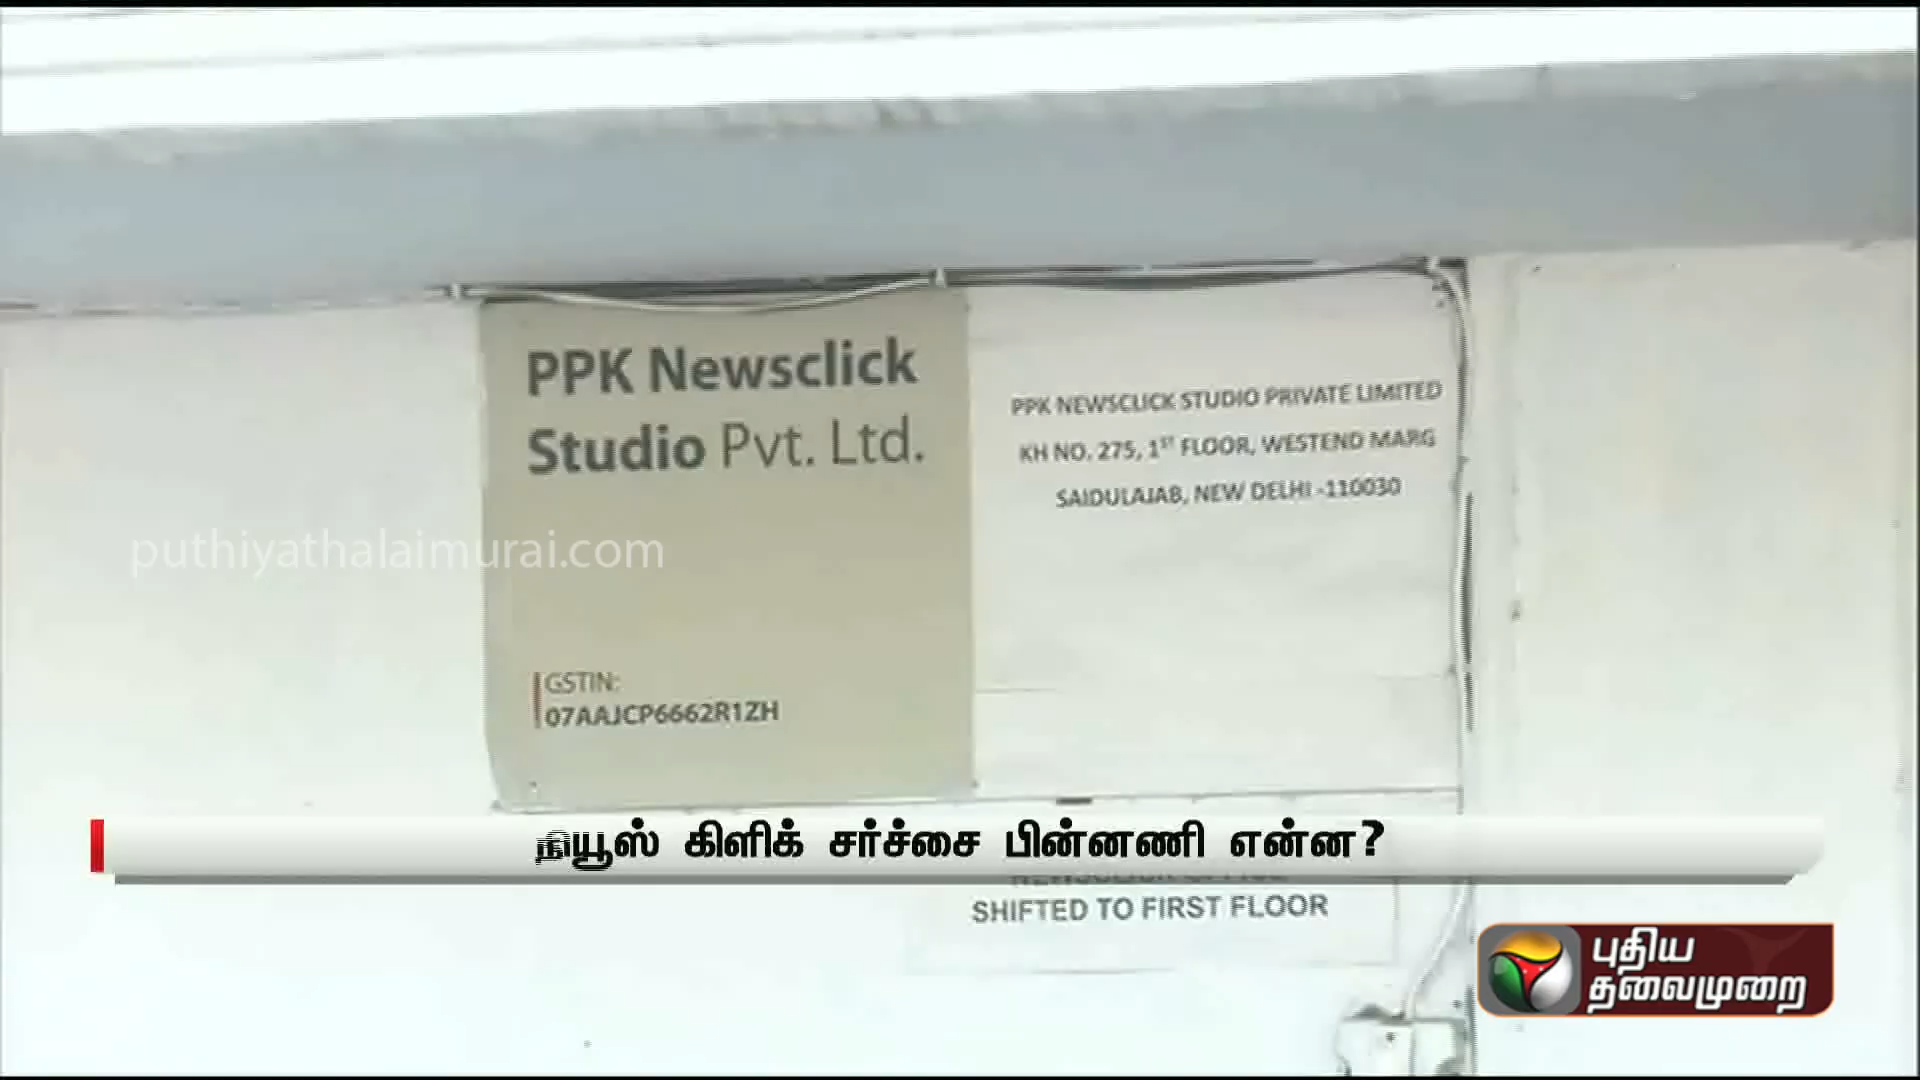 PPK Newsclick
Studio Pvt. Ltd.
GSTIN:
07AAJCP6662R1ZH
PPK NEWSCLICK STUDIO PRIVATE LIMITED
KH NO. 275, 1ST FLOOR, WESTEND MARG
SAIDULAJAB, NEW DELHI -110030
puthiyathalaimurai.com
நியூஸ் கிளிக் சர்ச்சை பின்னணி என்ன?
SHIFTED TO FIRST FLOOR
புதிய
தலைமுறை